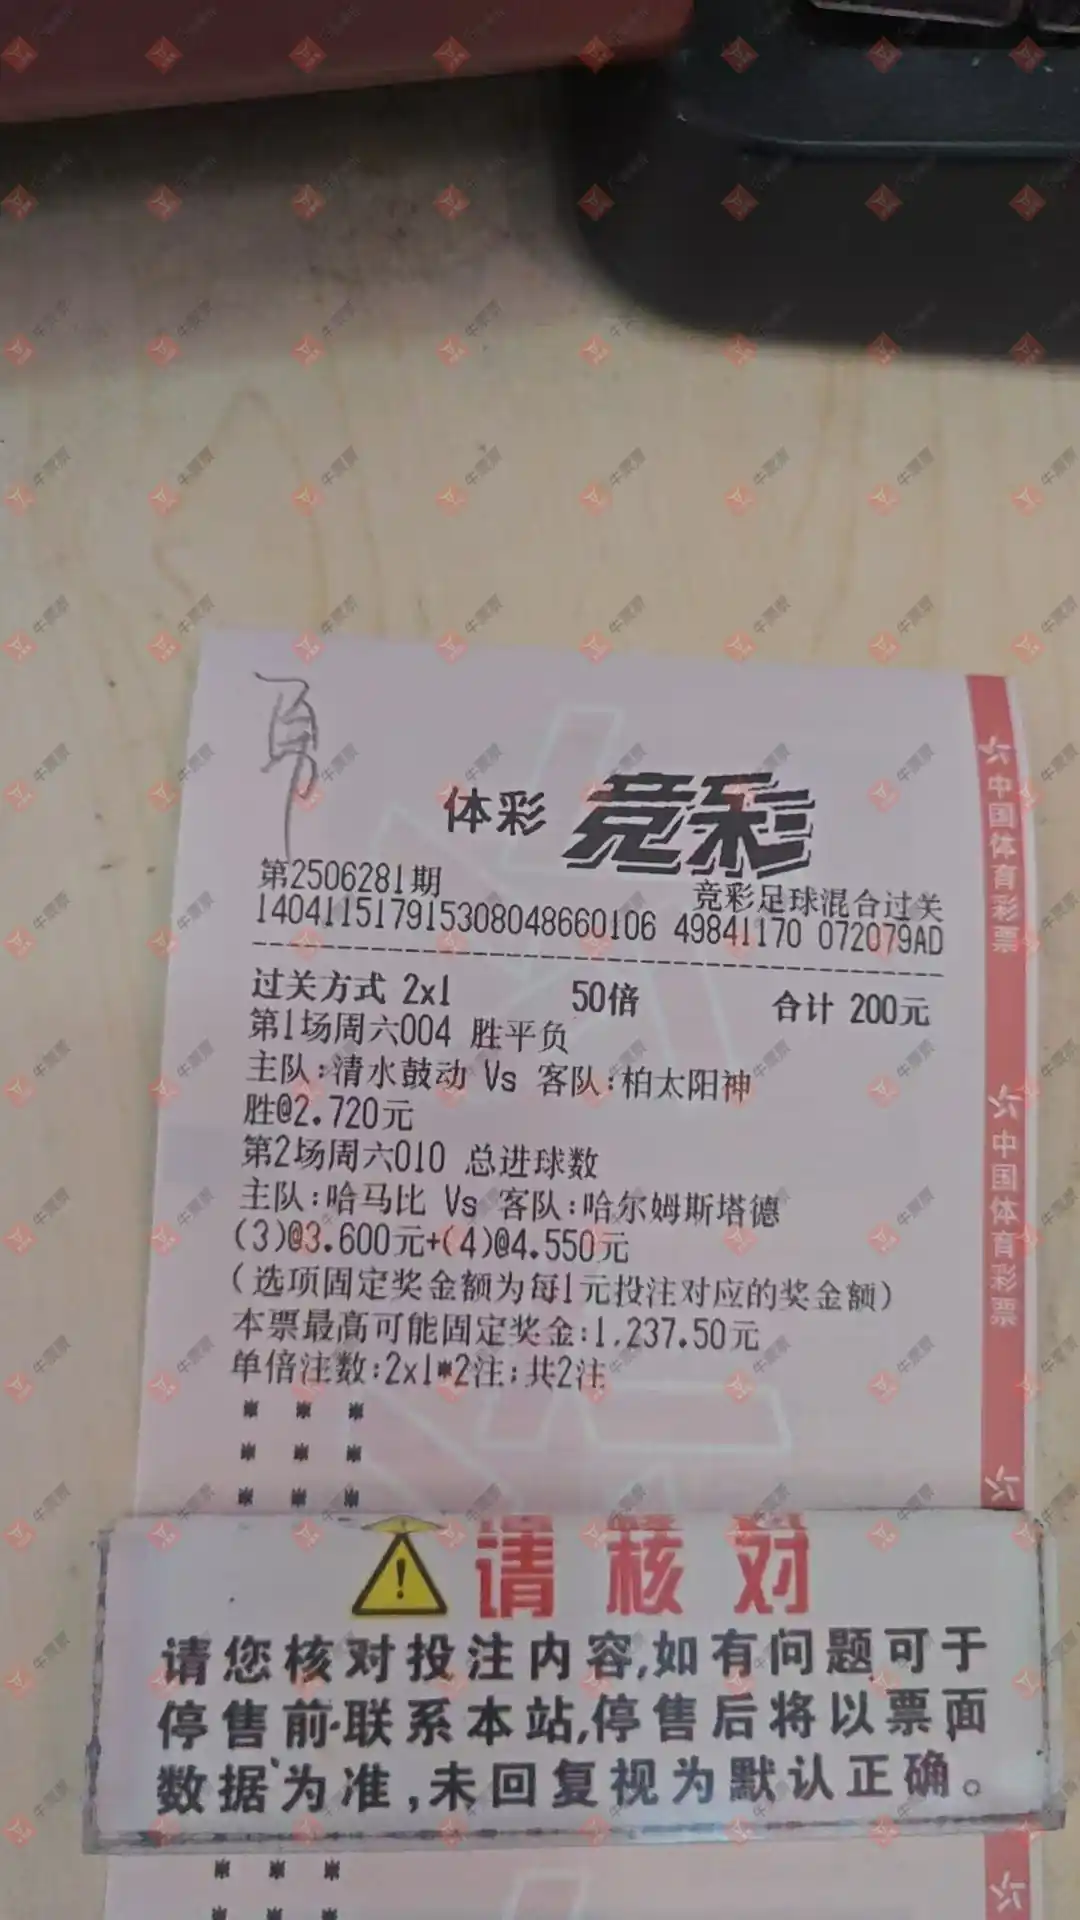 勇
体彩 竞彩
第2506281期
竞彩足球混合过关
140411517915308048660106 49841170 072079AD
过关方式 2x1 50倍 合计 200元
第1场周六004 胜平负
主队:清水鼓动 Vs 客队:柏太阳神
胜@2.720元
第2场周六010 总进球数
主队:哈马比 Vs 客队:哈尔姆斯塔德
(3)@3.600元+(4)@4.550元
(选项固定奖金额为每1元投注对应的奖金额)
本票最高可能固定奖金:1,237.50元
单倍注数:2x1*2注;共2注
中国体育彩票
中国体育彩票
请核对
请您核对投注内容,如有问题可于
停售前联系本站,停售后将以票面
数据为准,未回复视为默认正确。
牛票票